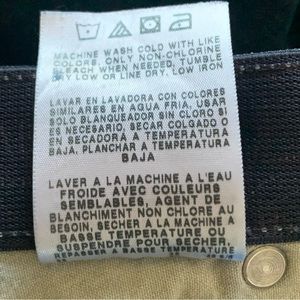 MACHINE WASH COLD WITH LIKE
COLORS, ONLY NON-CHLORINE
BLEACH WHEN NEEDED, TUMBLE
DRY LOW OR LINE DRY, LOW IRON
LAVAR EN LAVADORA CON COLORES
SIMILARES EN AGUA FRIA, USAR
SOLO BLANQUEADOR SIN CLORO SI
ES NECESARIO, SECAR COLGADO O
EN SECADORA A TEMPERATURA
BAJA, PLANCHAR A TEMPERATURA
BAJA
LAVER A LA MACHINE A L'EAU
FROIDE AVEC COULEURS
SEMBLABLES, AGENT DE
BLANCHIMENT NON CHLORE AU
BESOIN, SECHER A LA MACHINE A
BASSE TEMPERATURE OU
SUSPENDRE POUR SECHER,
REPASSER A BASSE TEMPERATURE